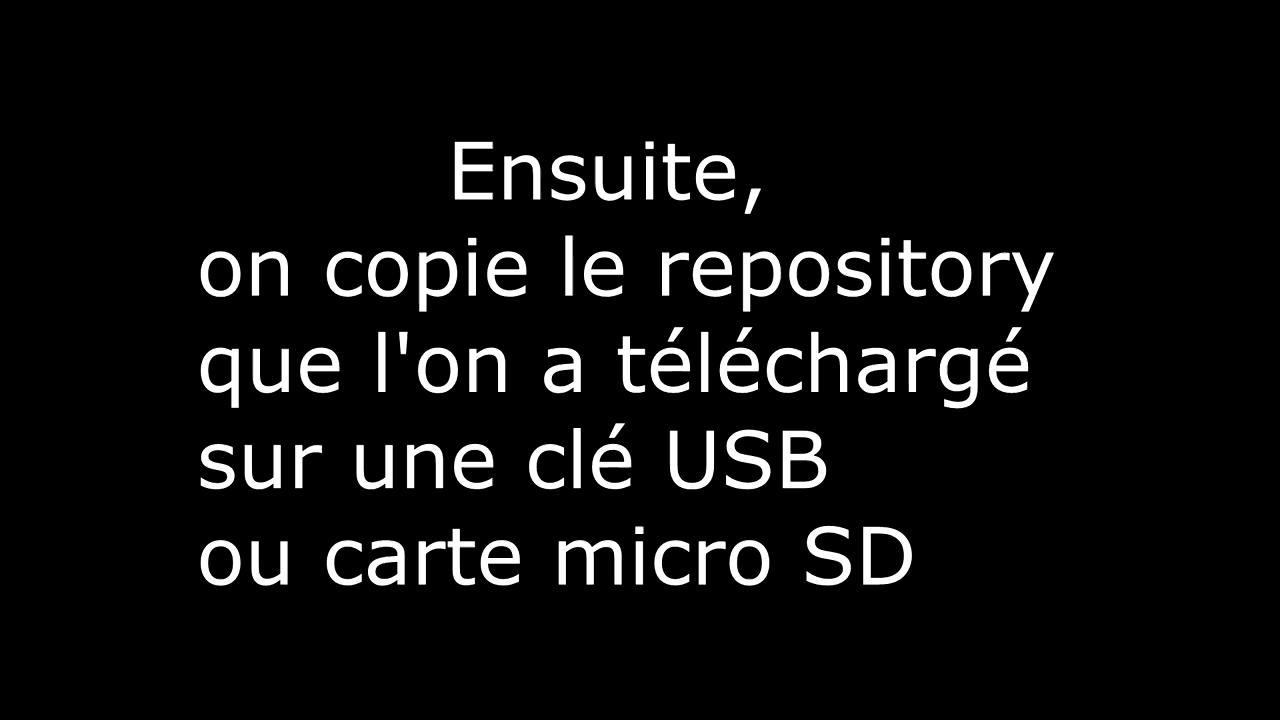 Ensuite,
on copie le repository
que l'on a téléchargé
sur une clé USB
ou carte micro SD